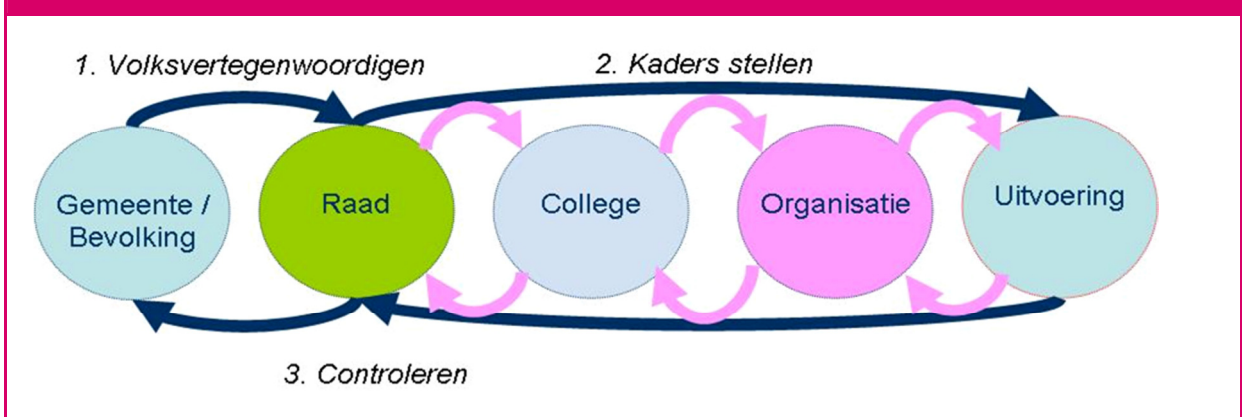 1. Volksvertegenwoordigen
2. Kaders stellen
Gemeente /
Bevolking
Raad
College
Organisatie
Uitvoering
3. Controleren